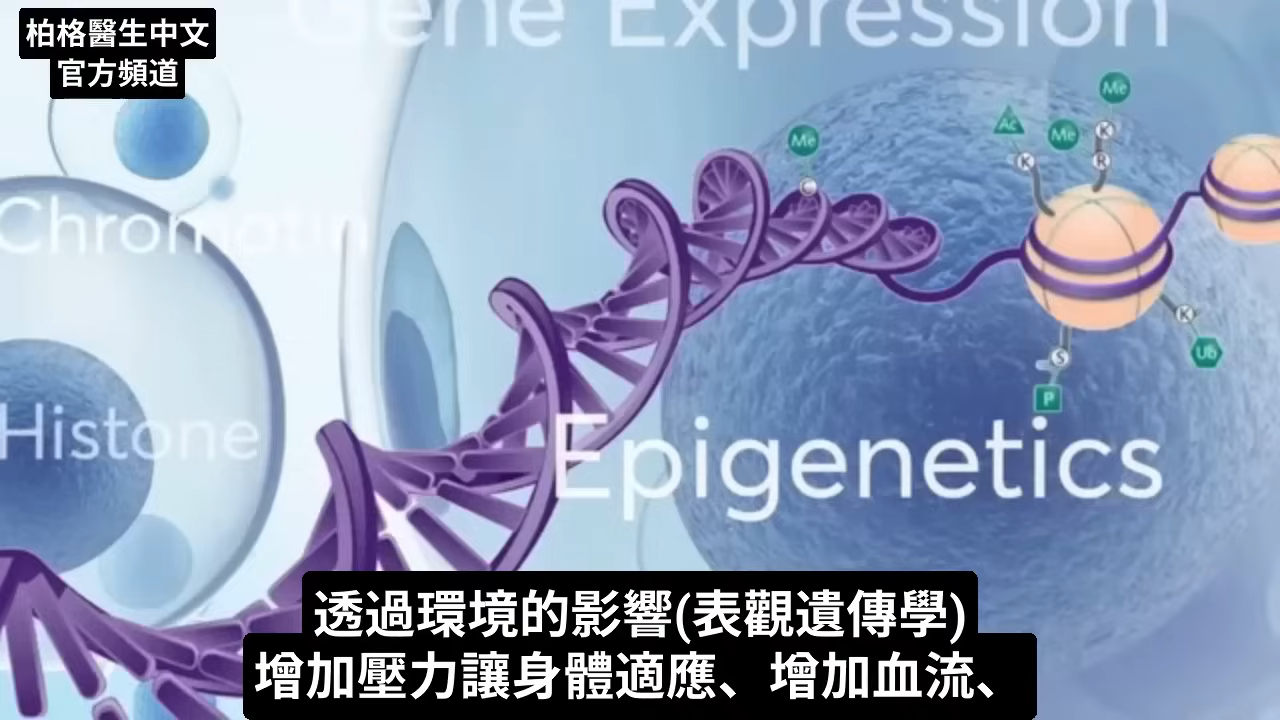 柏格醫生中文
官方頻道
Gene Expression
Me
Ac
Me
Me
K
K
R
C
Chromatin
K
Ub
S
P
Histone
Epigenetics
透過環境的影響(表觀遺傳學)
增加壓力讓身體適應、增加血流、